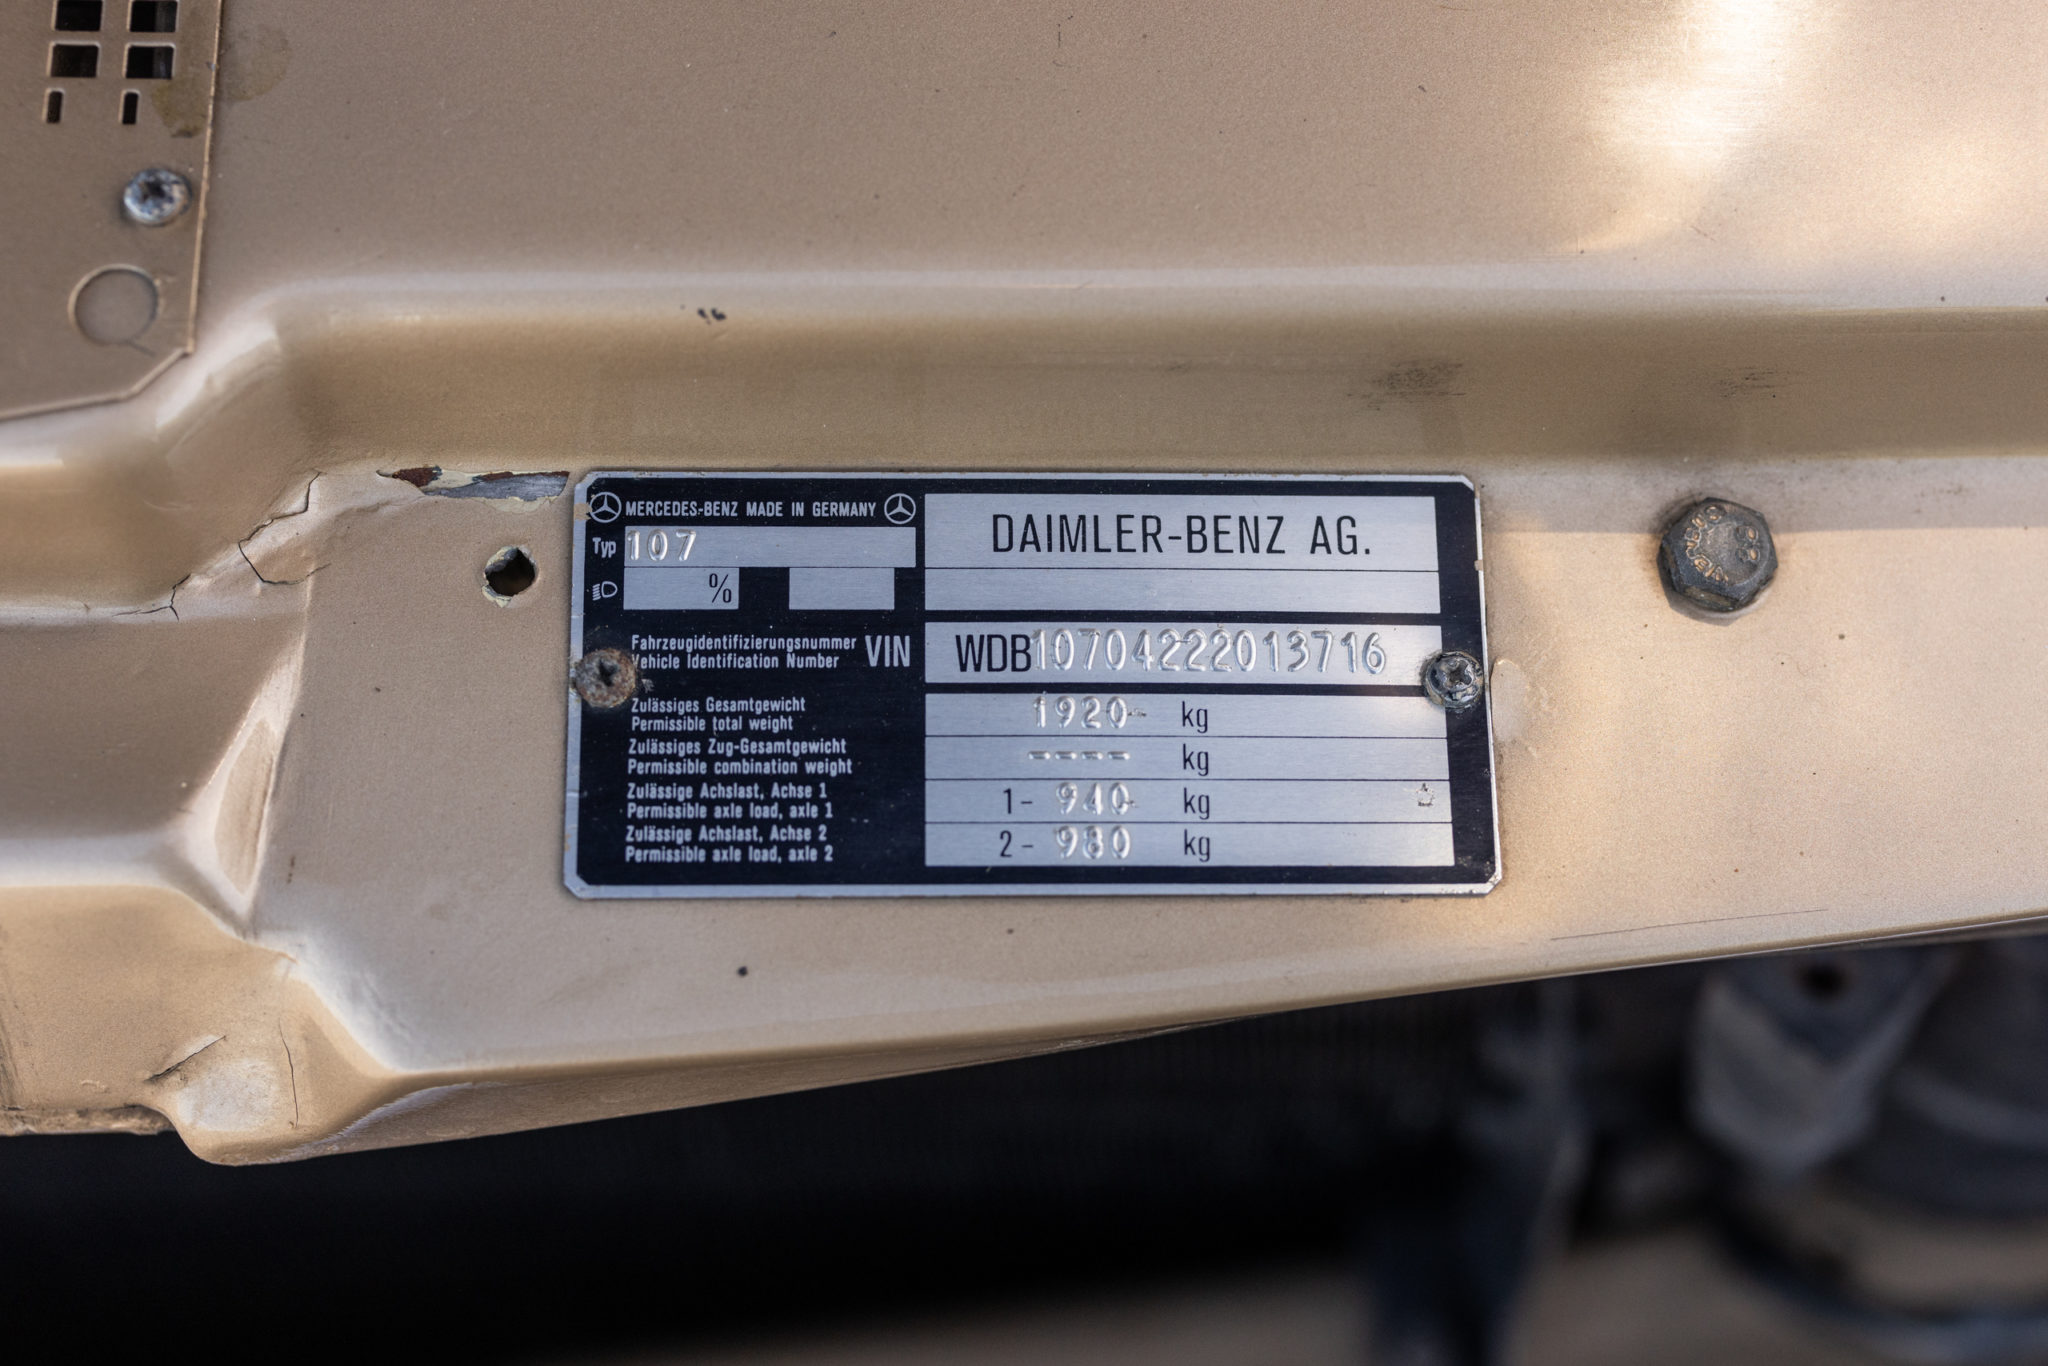 MERCEDES-BENZ MADE IN GERMANY
Typ 107
%
DAIMLER-BENZ AG.
Fahrzeugidentifizierungsnummer
Vehicle Identification Number
VIN
WDB10704222013716
Zulässiges Gesamtgewicht
Permissible total weight
1920- kg
Zulässiges Zug-Gesamtgewicht
Permissible combination weight
---- kg
Zulässige Achslast, Achse 1
Permissible axle load, axle 1
1- 940- kg
Zulässige Achslast, Achse 2
Permissible axle load, axle 2
2- 980 kg